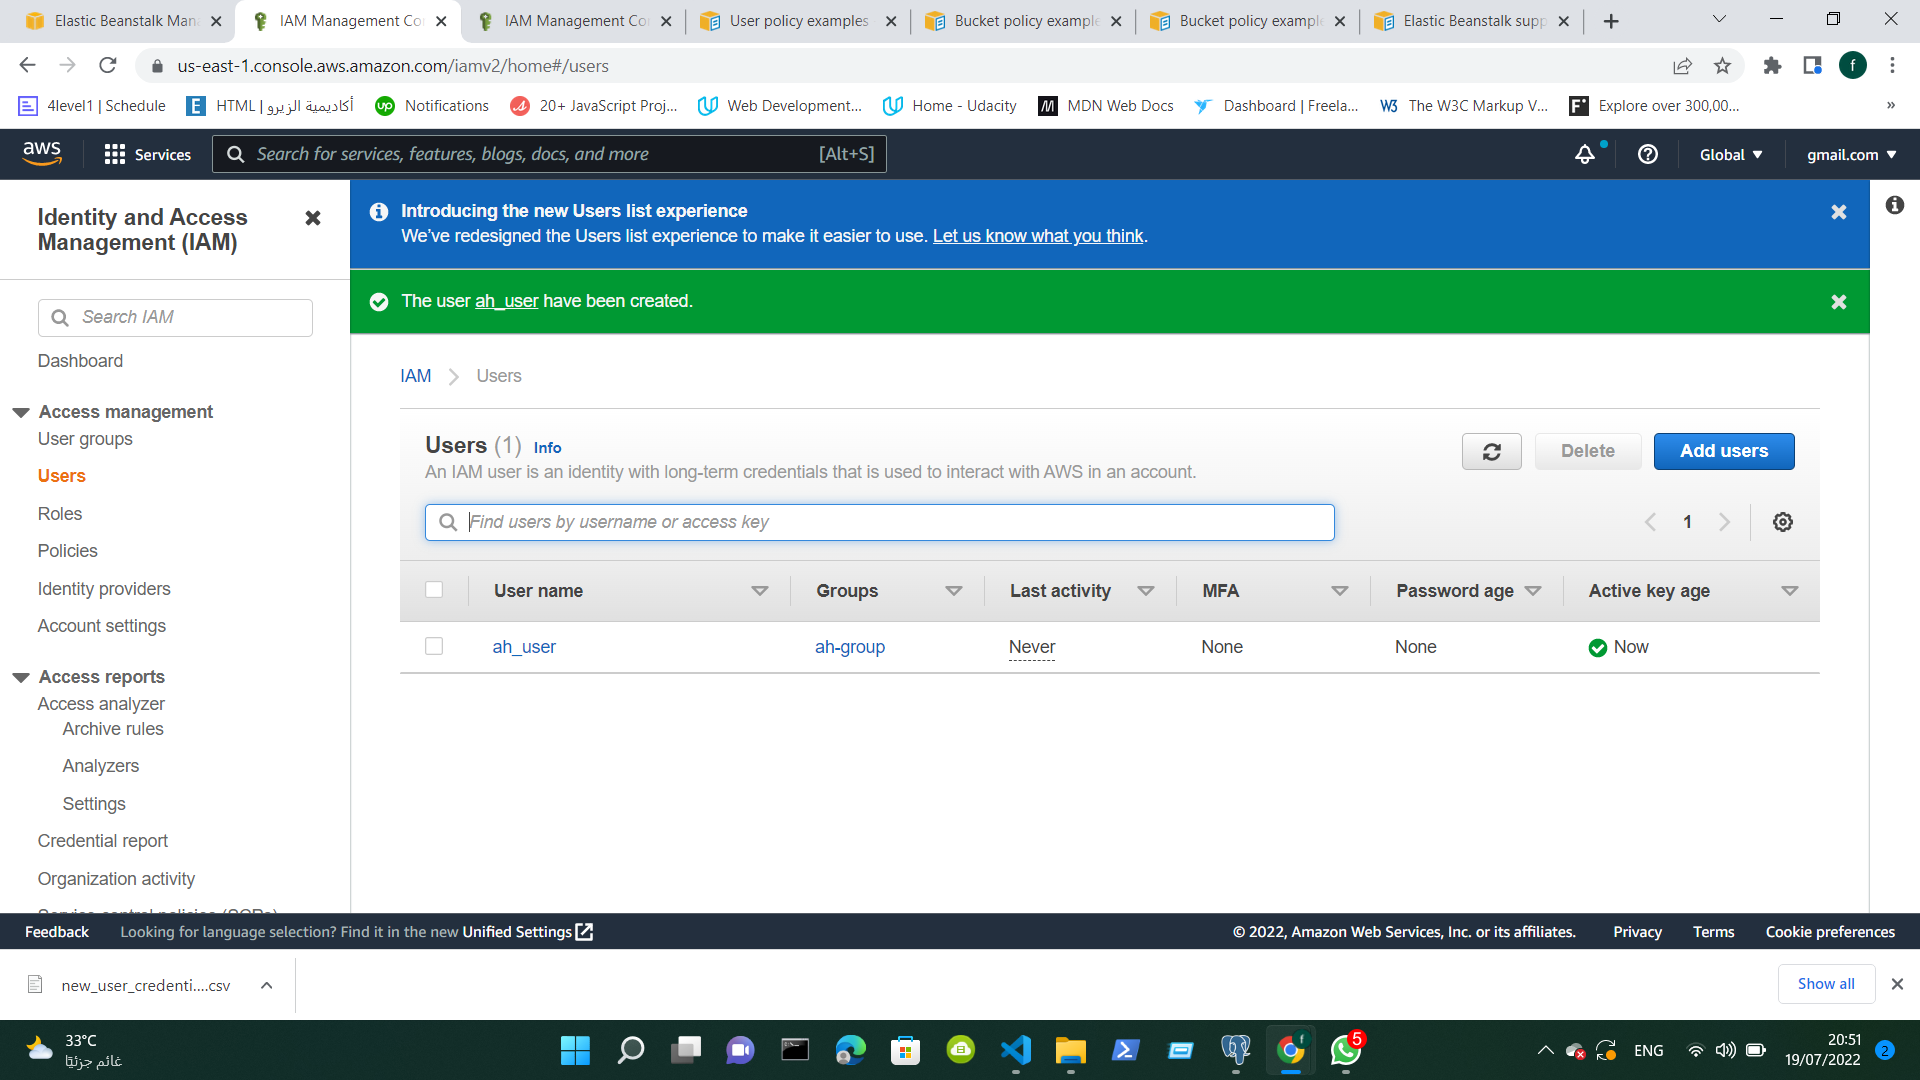 Elastic Beanstalk Man
IAM Management Co
IAM Management Co
User policy examples
Bucket policy example
Bucket policy example
Elastic Beanstalk supp
us-east-1.console.aws.amazon.com/iamv2/home#/users
f
4level1 | Schedule
HTML | أكاديمية الزيرو
Notifications
20+ JavaScript Proj...
Web Development...
Home - Udacity
MDN Web Docs
Dashboard | Freela...
The W3C Markup V...
Explore over 300,00...
»
aws
Services
Search for services, features, blogs, docs, and more
[Alt+S]
Global
gmail.com
Identity and Access
Management (IAM)
Search IAM
Dashboard
Access management
User groups
Users
Roles
Policies
Identity providers
Account settings
Access reports
Access analyzer
Archive rules
Analyzers
Settings
Credential report
Organization activity
Service control policies (SCPs)
Introducing the new Users list experience
We've redesigned the Users list experience to make it easier to use. Let us know what you think.
The user ah_user have been created.
IAM
Users
Users (1) Info
An IAM user is an identity with long-term credentials that is used to interact with AWS in an account.
Delete
Add users
Find users by username or access key
1
User name
Groups
Last activity
MFA
Password age
Active key age
ah_user
ah-group
Never
None
None
Now
Feedback
Looking for language selection? Find it in the new Unified Settings
© 2022, Amazon Web Services, Inc. or its affiliates.
Privacy
Terms
Cookie preferences
new_user_credenti....csv
Show all
33°C
غائم جزئيًا
5
ENG
20:51
19/07/2022
2